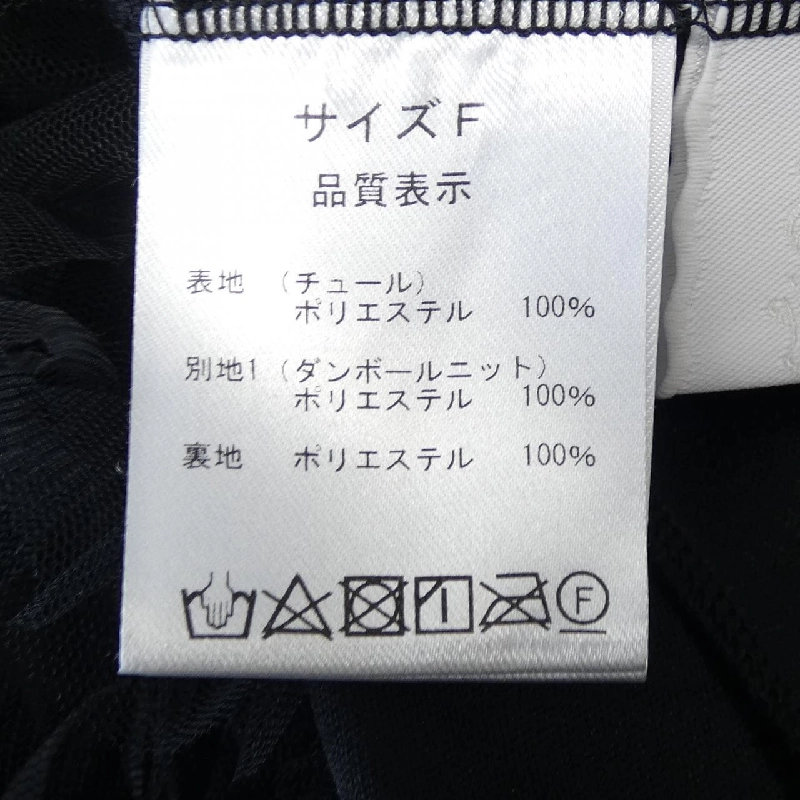 サイズF
品質表示
表地 (チュール)
ポリエステル 100%
別地1 (ダンボールニット)
ポリエステル 100%
裏地 ポリエステル 100%
F